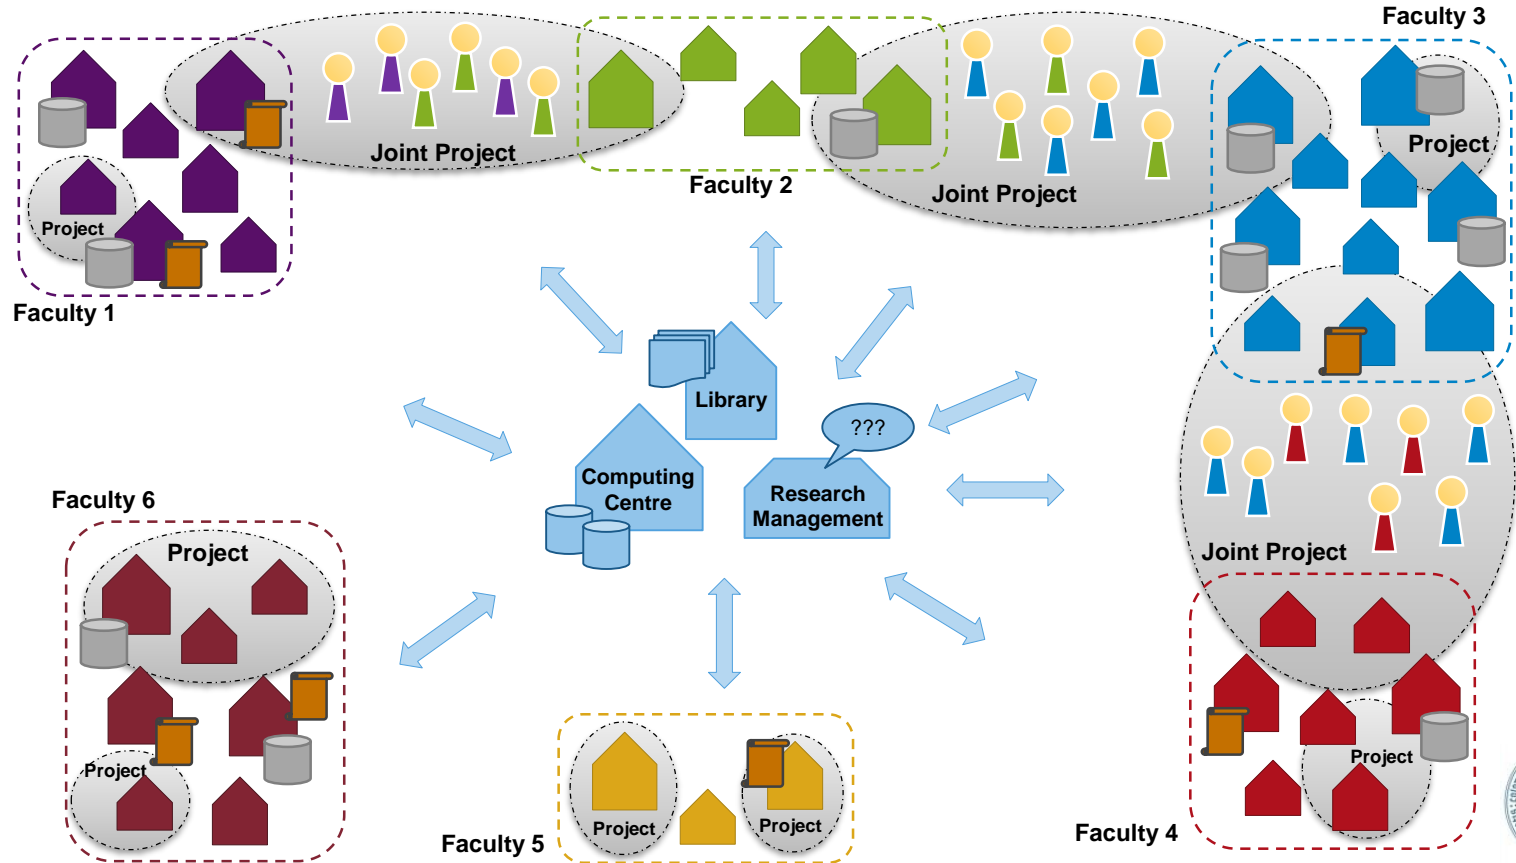 Faculty 3
Joint Project
Project
Faculty 2
Joint Project
Project
Faculty 1
Library
???
Computing
Centre
Research
Management
Faculty 6
Project
Joint Project
Project
Project
Project
Project
Faculty 5
Faculty 4